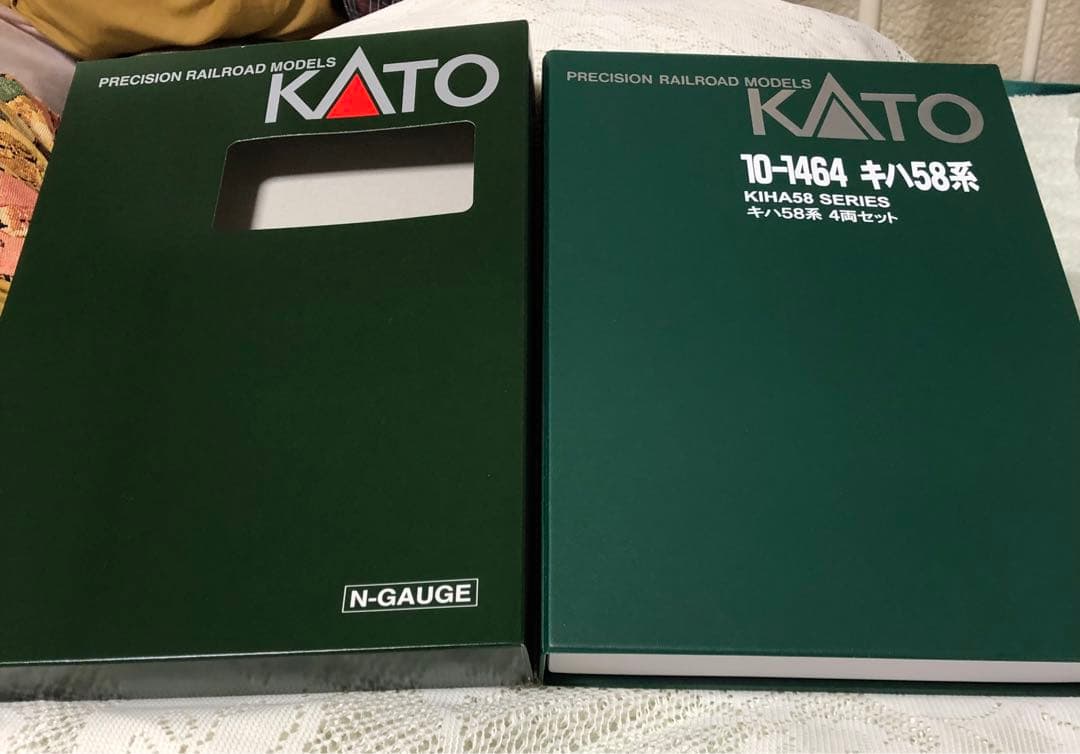 PRECISION RAILROAD MODELS
KATO
N-GAUGE
PRECISION RAILROAD MODELS
KATO
10-1464 キハ58系
KIHA58 SERIES
キハ58系 4両セット